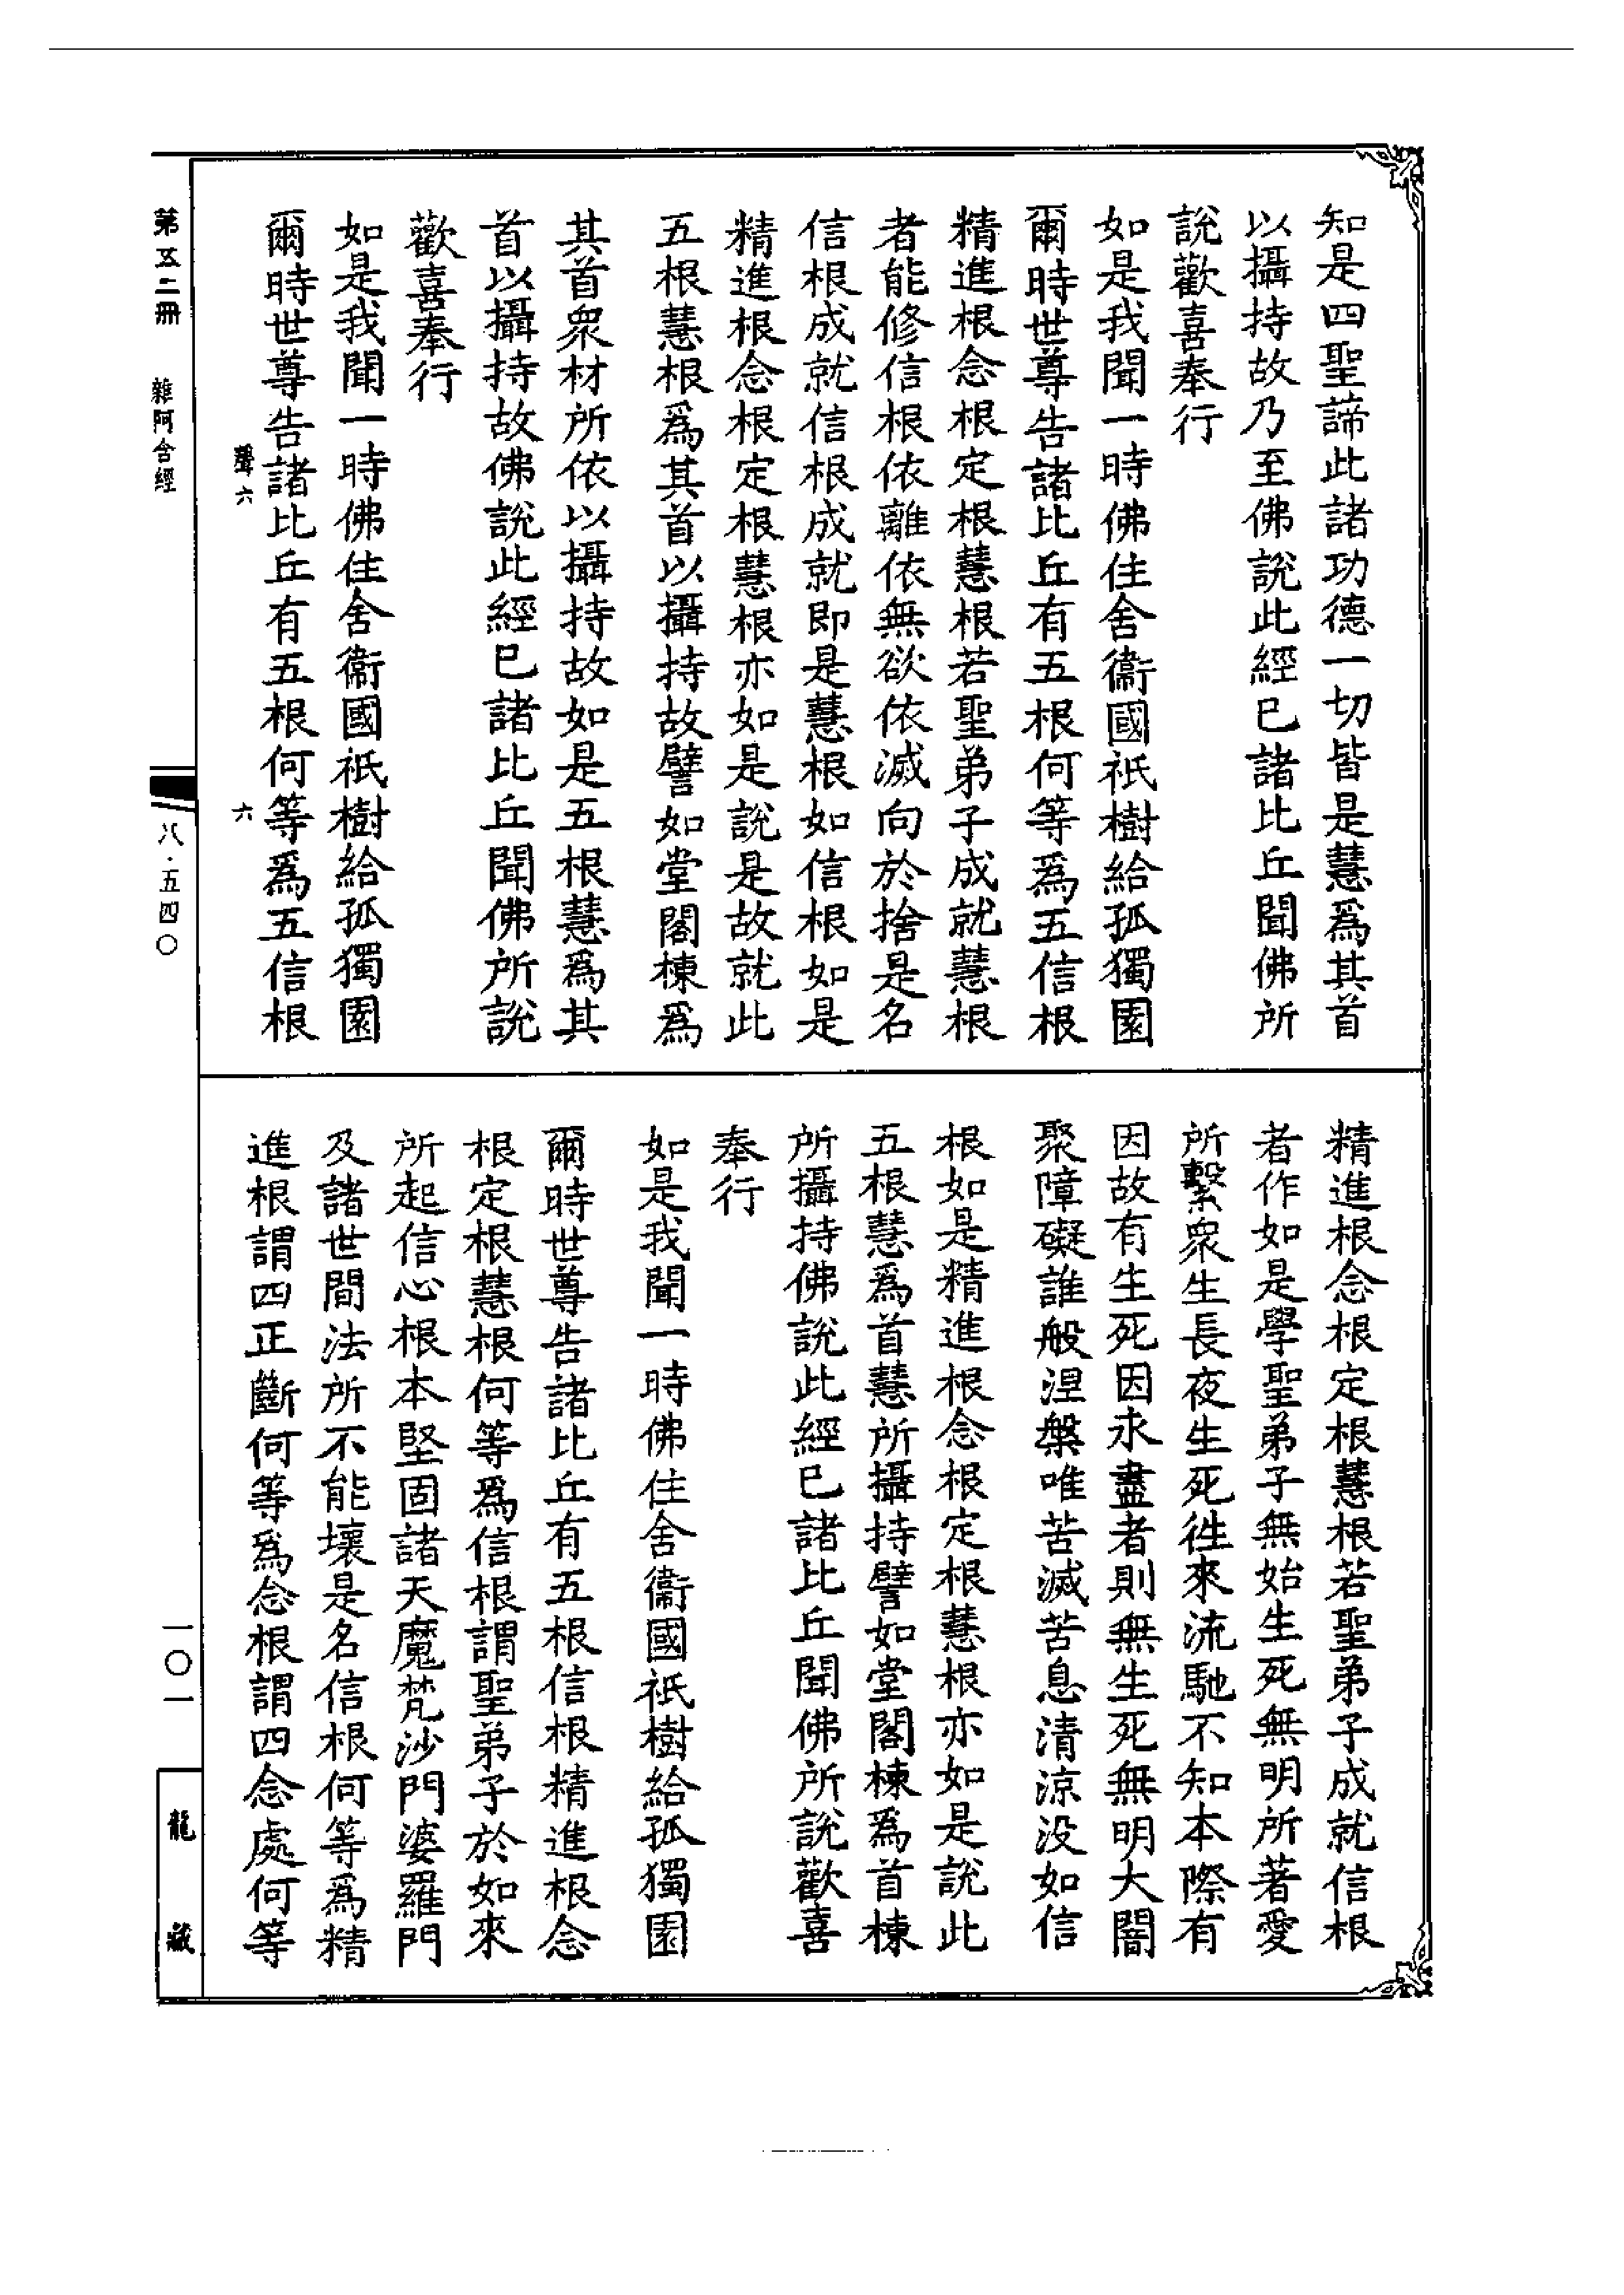 知是四聖諦此諸功德一切皆是慧爲其首
以攝持故乃至佛說此經已諸比丘聞佛所
說歡喜奉行
如是我聞一時佛住舍衞國祇樹給孤獨園
爾時世尊告諸比丘有五根何等爲五信根
精進根念根定根慧根若聖弟子成就慧根
者能修信根依離依無欲依滅向於捨是名
信根成就信根成就即是慧根如信根如是
精進根念根定根慧根亦如是說是故就此
五根慧根爲其首以攝持故譬如堂閣棟爲
其首衆材所依以攝持故如是五根慧爲其
首以攝持故佛說此經已諸比丘聞佛所說
歡喜奉行
如是我聞一時佛住舍衞國祇樹給孤獨園
爾時世尊告諸比丘有五根何等爲五信根
精進根念根定根慧根若聖弟子成就信根
者作如是學聖弟子無始生死無明所著愛
所繫衆生長夜生死徃來流馳不知本際有
因故有生死因永盡者則無生死無明大闇
聚障礙誰般涅槃唯苦滅苦息清涼没如信
根如是精進根念根定根慧根亦如是說此
五根慧爲首慧所攝持譬如堂閣棟爲首棟
所攝持佛說此經已諸比丘聞佛所說歡喜
奉行
如是我聞一時佛住舍衞國祇樹給孤獨園
爾時世尊告諸比丘有五根信根精進根念
根定根慧根何等爲信根謂聖弟子於如來
所起信心根本堅固諸天魔梵沙門婆羅門
及諸世間法所不能壞是名信根何等爲精
進根謂四正斷何等爲念根謂四念處何等
聲六 六
第五二冊 雜阿含經 八·五四〇 一〇一 龍藏